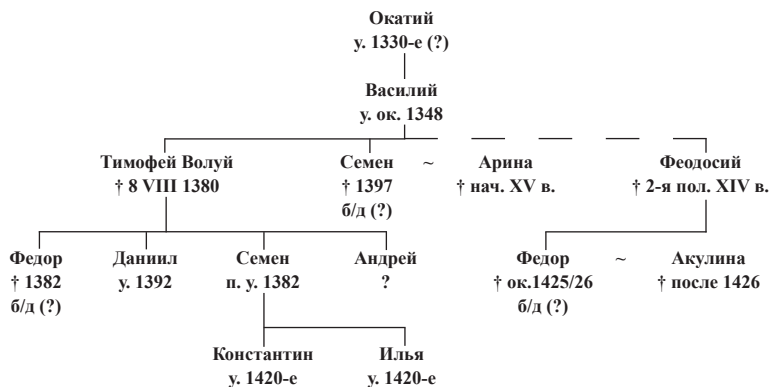 Окатий
у. 1330-е (?)
Василий
у. ок. 1348
Тимофей Волуй
† 8 VIII 1380
Семен
† 1397
б/д (?)
~
Арина
† нач. XV в.
Феодосий
† 2-я пол. XIV в.
Федор
† 1382
б/д (?)
Даниил
у. 1392
Семен
п. у. 1382
Андрей
?
Федор
† ок.1425/26
б/д (?)
~
Акулина
† после 1426
Константин
у. 1420-е
Илья
у. 1420-е